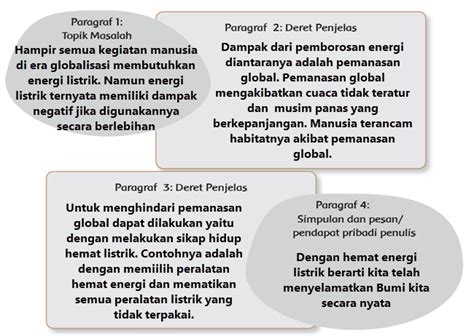 Paragraf 1:
Topik Masalah
Hampir semua kegiatan manusia
di era globalisasi membutuhkan
energi listrik. Namun energi
listrik ternyata memiliki dampak
negatif jika digunakannya
secara berlebihan
Paragraf 2: Deret Penjelas
Dampak dari pemborosan energi
diantaranya adalah pemanasan
global. Pemanasan global
mengakibatkan cuaca tidak teratur
dan musim panas yang
berkepanjangan. Manusia terancam
habitatnya akibat pemanasan
global.
Paragraf 3: Deret Penjelas
Untuk menghindari pemanasan
global dapat dilakukan yaitu
dengan melakukan sikap hidup
hemat listrik. Contohnya adalah
dengan memiilih peralatan
hemat energi dan mematikan
semua peralatan listrik yang
tidak terpakai.
Paragraf 4:
Simpulan dan pesan/
pendapat pribadi penulis
Dengan hemat energi
listrik berarti kita telah
menyelamatkan Bumi kita
secara nyata